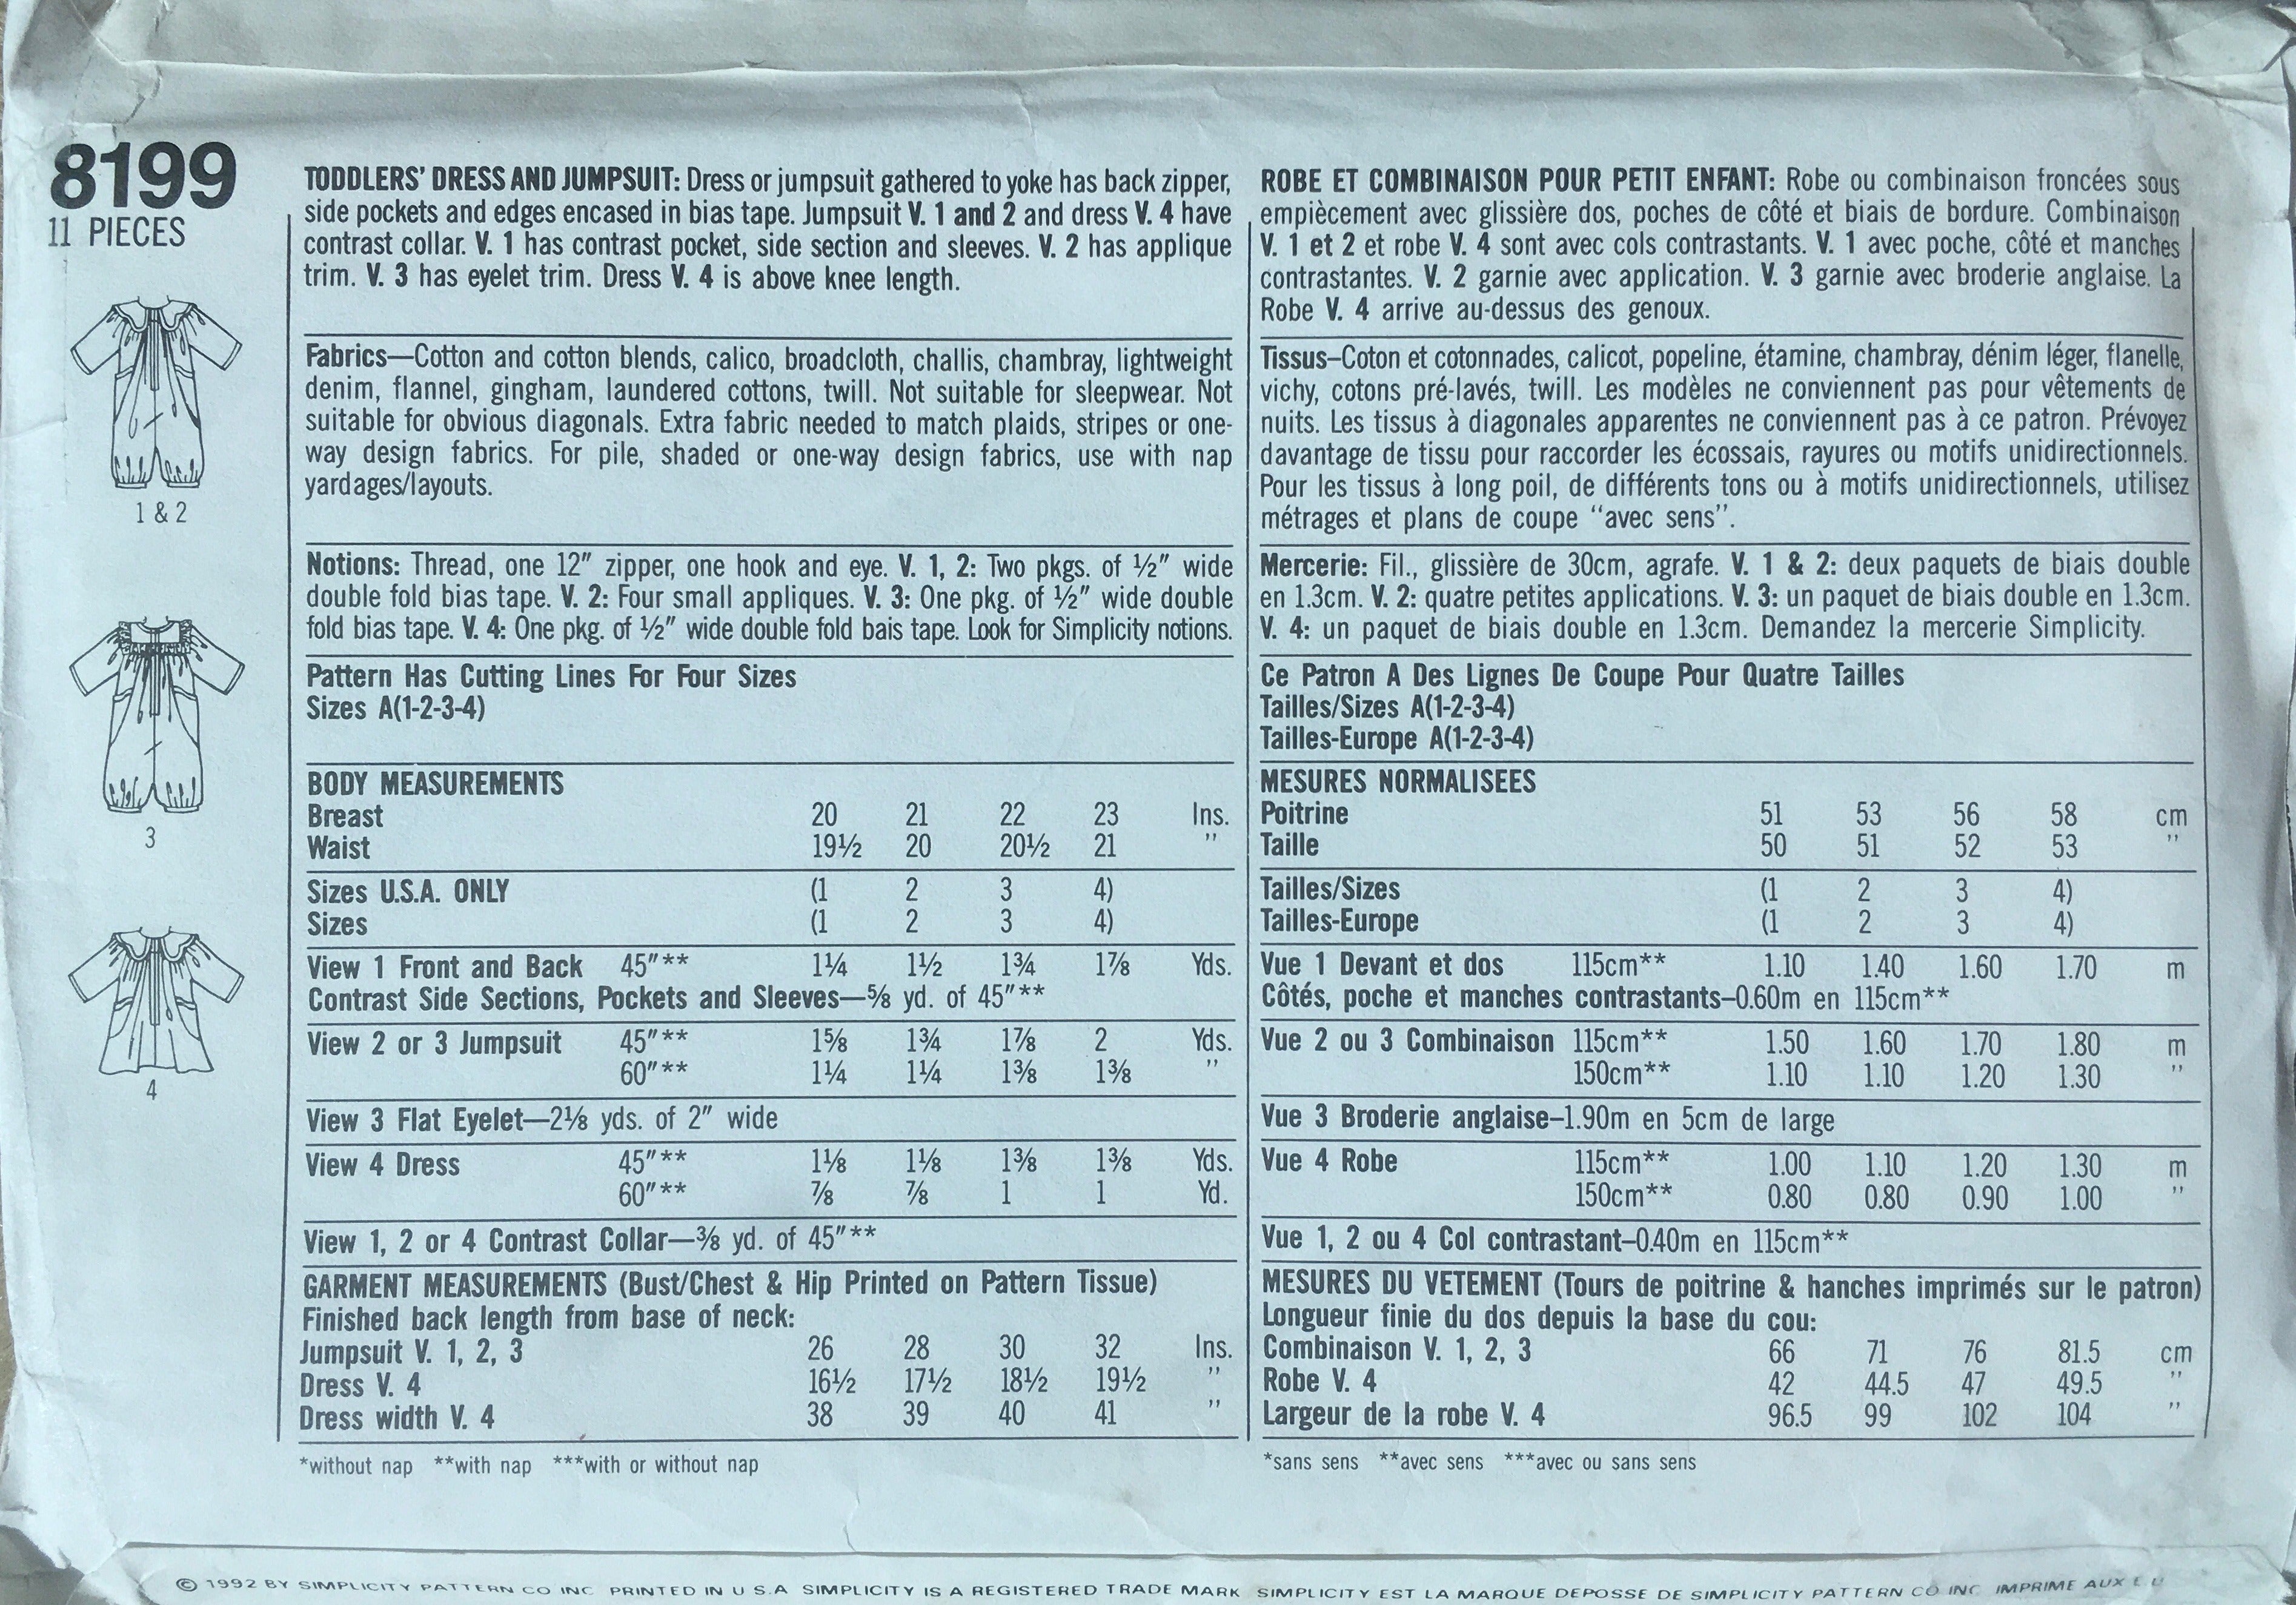 8199
11 PIECES
1 & 2
3
4
TODDLERS' DRESS AND JUMPSUIT: Dress or jumpsuit gathered to yoke has back zipper,
side pockets and edges encased in bias tape. Jumpsuit V. 1 and 2 and dress V. 4 have
contrast collar. V. 1 has contrast pocket, side section and sleeves. V. 2 has applique
trim. V. 3 has eyelet trim. Dress V. 4 is above knee length.
Fabrics—Cotton and cotton blends, calico, broadcloth, challis, chambray, lightweight
denim, flannel, gingham, laundered cottons, twill. Not suitable for sleepwear. Not
suitable for obvious diagonals. Extra fabric needed to match plaids, stripes or one-
way design fabrics. For pile, shaded or one-way design fabrics, use with nap
yardages/layouts.
Notions: Thread, one 12" zipper, one hook and eye. V. 1, 2: Two pkgs. of ½" wide
double fold bias tape. V. 2: Four small appliques. V. 3: One pkg. of ½" wide double
fold bias tape. V. 4: One pkg. of ½" wide double fold bais tape. Look for Simplicity notions.
Pattern Has Cutting Lines For Four Sizes
Sizes A(1-2-3-4)
BODY MEASUREMENTS
Breast 20 21 22 23 Ins.
Waist 19½ 20 20½ 21 "
Sizes U.S.A. ONLY (1 2 3 4)
Sizes (1 2 3 4)
View 1 Front and Back 45"** 1¼ 1½ 1¾ 1⅞ Yds.
Contrast Side Sections, Pockets and Sleeves—⅝ yd. of 45"**
View 2 or 3 Jumpsuit 45"** 1⅝ 1¾ 1⅞ 2 Yds.
60"** 1¼ 1¼ 1⅜ 1⅜ "
View 3 Flat Eyelet—2⅛ yds. of 2" wide
View 4 Dress 45"** 1⅛ 1⅛ 1⅜ 1⅜ Yds.
60"** ⅞ ⅞ 1 1 Yd.
View 1, 2 or 4 Contrast Collar—⅜ yd. of 45"**
GARMENT MEASUREMENTS (Bust/Chest & Hip Printed on Pattern Tissue)
Finished back length from base of neck:
Jumpsuit V. 1, 2, 3 26 28 30 32 Ins.
Dress V. 4 16½ 17½ 18½ 19½ "
Dress width V. 4 38 39 40 41 "
*without nap **with nap ***with or without nap
ROBE ET COMBINAISON POUR PETIT ENFANT: Robe ou combinaison froncées sous
empiècement avec glissière dos, poches de côté et biais de bordure. Combinaison
V. 1 et 2 et robe V. 4 sont avec cols contrastants. V. 1 avec poche, côté et manches
contrastantes. V. 2 garnie avec application. V. 3 garnie avec broderie anglaise. La
Robe V. 4 arrive au-dessus des genoux.
Tissus–Coton et cotonnades, calicot, popeline, étamine, chambray, dénim léger, flanelle,
vichy, cotons pré-lavés, twill. Les modèles ne conviennent pas pour vêtements de
nuits. Les tissus à diagonales apparentes ne conviennent pas à ce patron. Prévoyez
davantage de tissu pour raccorder les écossais, rayures ou motifs unidirectionnels.
Pour les tissus à long poil, de différents tons ou à motifs unidirectionnels, utilisez
métrages et plans de coupe "avec sens".
Mercerie: Fil., glissière de 30cm, agrafe. V. 1 & 2: deux paquets de biais double
en 1.3cm. V. 2: quatre petites applications. V. 3: un paquet de biais double en 1.3cm.
V. 4: un paquet de biais double en 1.3cm. Demandez la mercerie Simplicity.
Ce Patron A Des Lignes De Coupe Pour Quatre Tailles
Tailles/Sizes A(1-2-3-4)
Tailles-Europe A(1-2-3-4)
MESURES NORMALISEES
Poitrine 51 53 56 58 cm
Taille 50 51 52 53 "
Tailles/Sizes (1 2 3 4)
Tailles-Europe (1 2 3 4)
Vue 1 Devant et dos 115cm** 1.10 1.40 1.60 1.70 m
Côtés, poche et manches contrastants–0.60m en 115cm**
Vue 2 ou 3 Combinaison 115cm** 1.50 1.60 1.70 1.80 m
150cm** 1.10 1.10 1.20 1.30 "
Vue 3 Broderie anglaise–1.90m en 5cm de large
Vue 4 Robe 115cm** 1.00 1.10 1.20 1.30 m
150cm** 0.80 0.80 0.90 1.00 "
Vue 1, 2 ou 4 Col contrastant–0.40m en 115cm**
MESURES DU VETEMENT (Tours de poitrine & hanches imprimés sur le patron)
Longueur finie du dos depuis la base du cou:
Combinaison V. 1, 2, 3 66 71 76 81.5 cm
Robe V. 4 42 44.5 47 49.5 "
Largeur de la robe V. 4 96.5 99 102 104 "
*sans sens **avec sens ***avec ou sans sens
© 1992 BY SIMPLICITY PATTERN CO INC PRINTED IN U S.A SIMPLICITY IS A REGISTERED TRADE MARK SIMPLICITY EST LA MARQUE DEPOSSE DE SIMPLICITY PATTERN CO INC IMPRIME AUX